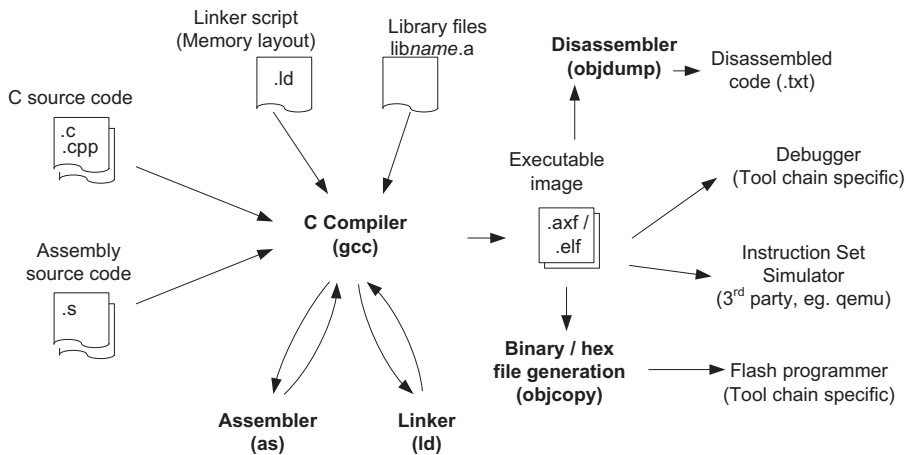 Linker script
(Memory layout)
.ld
Library files
libname.a
C source code
.c
.cpp
Assembly
source code
.s
C Compiler
(gcc)
Assembler
(as)
Linker
(ld)
Executable
image
.axf /
.elf
Disassembler
(objdump)
Disassembled
code (.txt)
Debugger
(Tool chain specific)
Instruction Set
Simulator
(3rd party, eg. qemu)
Binary / hex
file generation
(objcopy)
Flash programmer
(Tool chain specific)